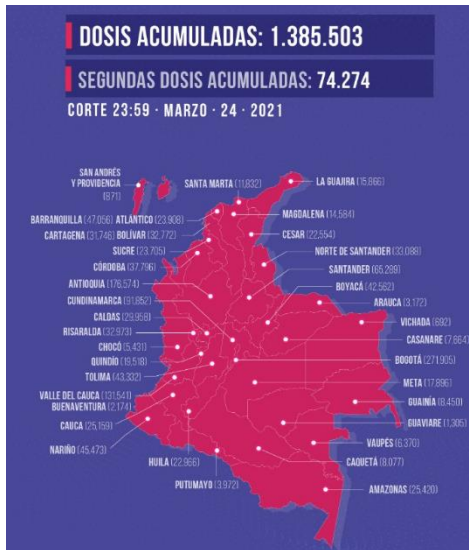 DOSIS ACUMULADAS: 1.385.503
SEGUNDAS DOSIS ACUMULADAS: 74.274
CORTE 23:59 · MARZO · 24 · 2021
SAN ANDRÉS
Y PROVIDENCIA
(871)
SANTA MARTA (11,832)
LA GUAJIRA (15,866)
BARRANQUILLA (47,056) ATLÁNTICO (23,908)
MAGDALENA (14,584)
CARTAGENA (31,746) BOLÍVAR (32,772)
CESAR (22,554)
SUCRE (23,705)
NORTE DE SANTANDER (33,088)
CÓRDOBA (37,796)
SANTANDER (65,289)
ANTIOQUIA (176,574)
BOYACÁ (42,562)
CUNDINAMARCA (91,852)
ARAUCA (3,172)
CALDAS (29,958)
VICHADA (692)
RISARALDA (32,973)
CASANARE (7,664)
CHOCÓ (5,431)
BOGOTÁ (271,905)
QUINDÍO (19,518)
TOLIMA (43,332)
META (17,896)
VALLE DEL CAUCA (131,541)
GUAINÍA (8,450)
BUENAVENTURA (2,174)
GUAVIARE (1,305)
CAUCA (25,159)
VAUPÉS (6,370)
NARIÑO (45,473)
CAQUETÁ (8,077)
HUILA (22,966)
PUTUMAYO (3,972)
AMAZONAS (25,420)